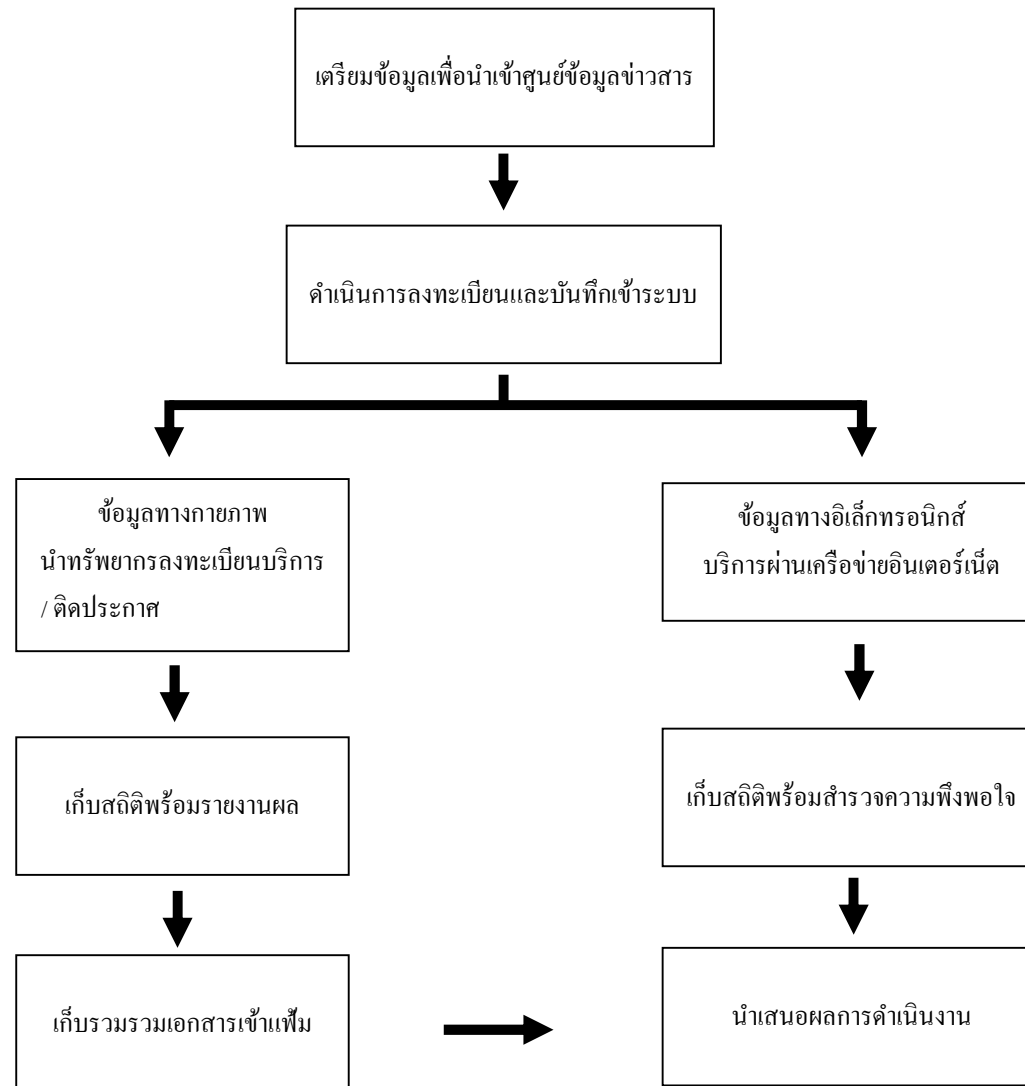 เตรียมข้อมูลเพื่อนำเข้าศูนย์ข้อมูลข่าวสาร
ดำเนินการลงทะเบียนและบันทึกเข้าระบบ
ข้อมูลทางกายภาพ
นำทรัพยากรลงทะเบียนบริการ
/ ติดประกาศ
ข้อมูลทางอิเล็กทรอนิกส์
บริการผ่านเครือข่ายอินเตอร์เน็ต
เก็บสถิติพร้อมรายงานผล
เก็บสถิติพร้อมสำรวจความพึงพอใจ
เก็บรวมรวมเอกสารเข้าแฟ้ม
นำเสนอผลการดำเนินงาน